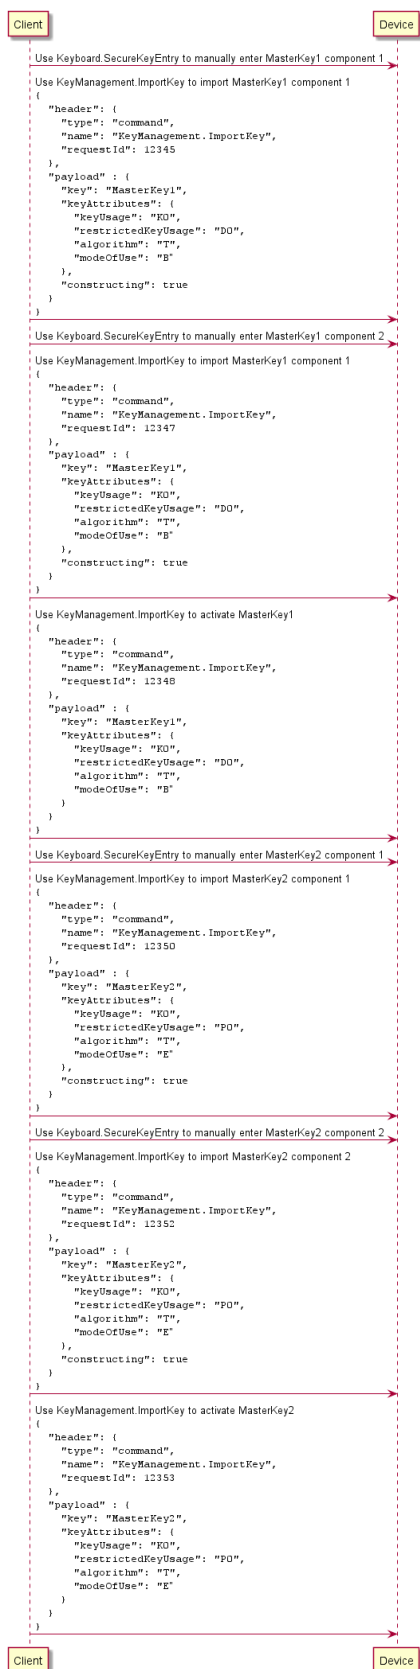 Client Device
Use Keyboard.SecureKeyEntry to manually enter MasterKey1 component 1
Use KeyManagement.ImportKey to import MasterKey1 component 1
{
  "header": {
    "type": "command",
    "name": "KeyManagement.ImportKey",
    "requestId": 12345
  },
  "payload" : {
    "key": "MasterKey1",
    "keyAttributes": {
      "keyUsage": "K0",
      "restrictedKeyUsage": "D0",
      "algorithm": "T",
      "modeOfUse": "B"
    },
    "constructing": true
  }
}
Use Keyboard.SecureKeyEntry to manually enter MasterKey1 component 2
Use KeyManagement.ImportKey to import MasterKey1 component 1
{
  "header": {
    "type": "command",
    "name": "KeyManagement.ImportKey",
    "requestId": 12347
  },
  "payload" : {
    "key": "MasterKey1",
    "keyAttributes": {
      "keyUsage": "K0",
      "restrictedKeyUsage": "D0",
      "algorithm": "T",
      "modeOfUse": "B"
    },
    "constructing": true
  }
}
Use KeyManagement.ImportKey to activate MasterKey1
{
  "header": {
    "type": "command",
    "name": "KeyManagement.ImportKey",
    "requestId": 12348
  },
  "payload" : {
    "key": "MasterKey1",
    "keyAttributes": {
      "keyUsage": "K0",
      "restrictedKeyUsage": "D0",
      "algorithm": "T",
      "modeOfUse": "B"
    }
  }
}
Use Keyboard.SecureKeyEntry to manually enter MasterKey2 component 1
Use KeyManagement.ImportKey to import MasterKey2 component 1
{
  "header": {
    "type": "command",
    "name": "KeyManagement.ImportKey",
    "requestId": 12350
  },
  "payload" : {
    "key": "MasterKey2",
    "keyAttributes": {
      "keyUsage": "K0",
      "restrictedKeyUsage": "P0",
      "algorithm": "T",
      "modeOfUse": "E"
    },
    "constructing": true
  }
}
Use Keyboard.SecureKeyEntry to manually enter MasterKey2 component 2
Use KeyManagement.ImportKey to import MasterKey2 component 2
{
  "header": {
    "type": "command",
    "name": "KeyManagement.ImportKey",
    "requestId": 12352
  },
  "payload" : {
    "key": "MasterKey2",
    "keyAttributes": {
      "keyUsage": "K0",
      "restrictedKeyUsage": "P0",
      "algorithm": "T",
      "modeOfUse": "E"
    },
    "constructing": true
  }
}
Use KeyManagement.ImportKey to activate MasterKey2
{
  "header": {
    "type": "command",
    "name": "KeyManagement.ImportKey",
    "requestId": 12353
  },
  "payload" : {
    "key": "MasterKey2",
    "keyAttributes": {
      "keyUsage": "K0",
      "restrictedKeyUsage": "P0",
      "algorithm": "T",
      "modeOfUse": "E"
    }
  }
}
Client Device